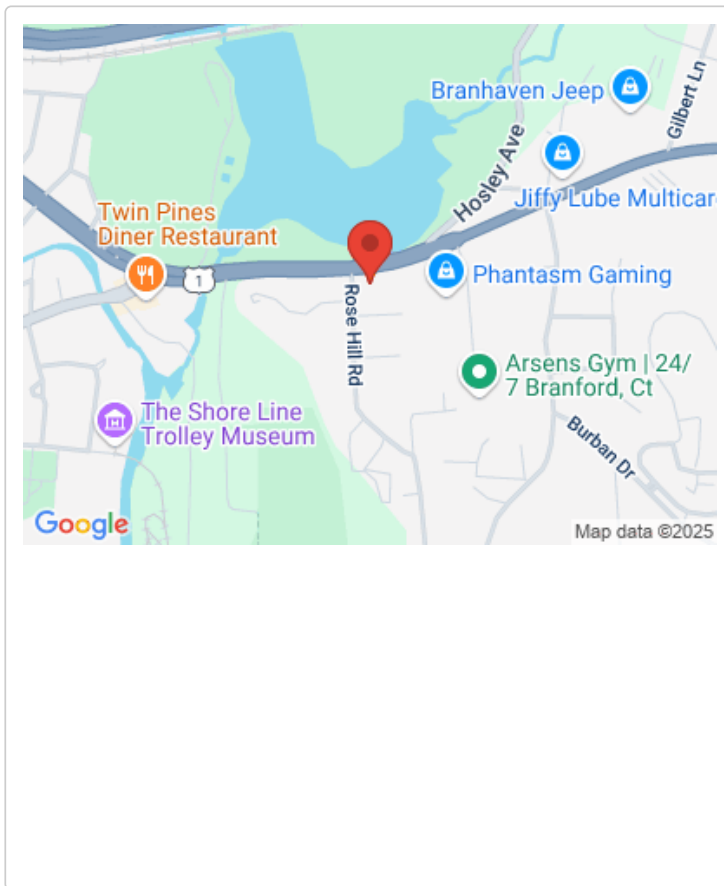 Branhaven Jeep
Gilbert Ln
Hosley Ave
Jiffy Lube Multicar
Twin Pines
Diner Restaurant
1
Phantasm Gaming
Rose Hill Rd
Arsens Gym | 24/
7 Branford, Ct
The Shore Line
Trolley Museum
Burban Dr
Google
Map data ©2025